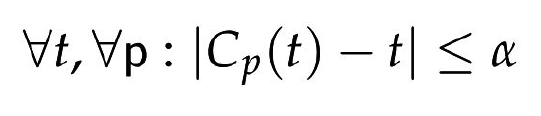 ∀t, ∀p : |C_p(t) − t| ≤ α